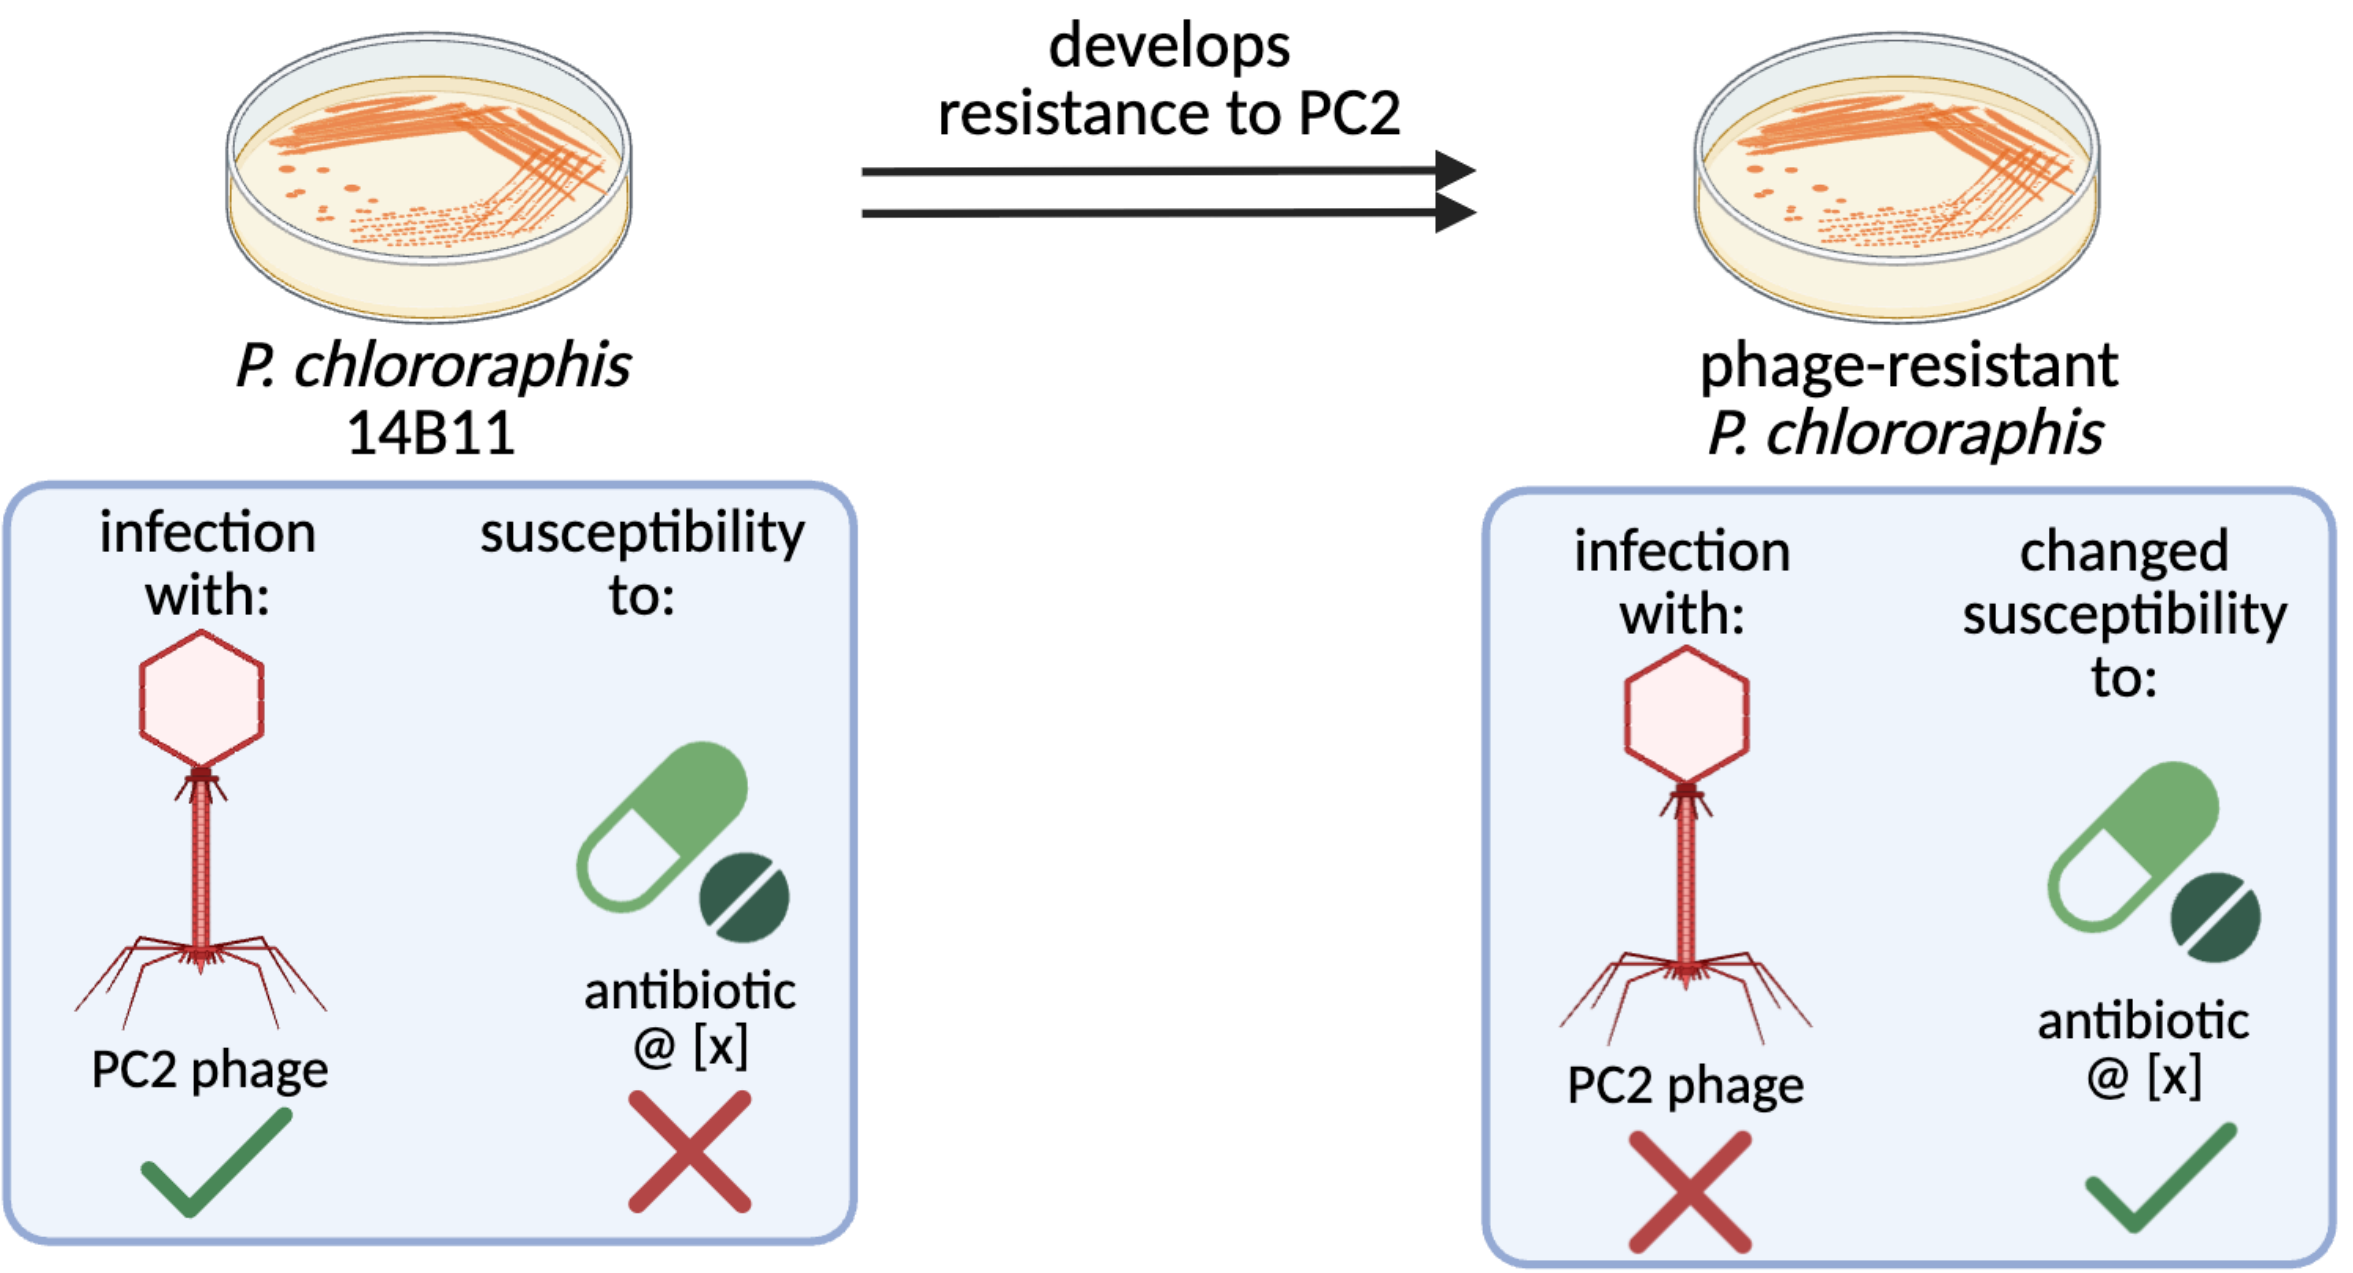 develops
resistance to PC2
P. chlororaphis
14B11
phage-resistant
P. chlororaphis
infection
with:
susceptibility
to:
PC2 phage
antibiotic
@ [x]
infection
with:
changed
susceptibility
to:
PC2 phage
antibiotic
@ [x]